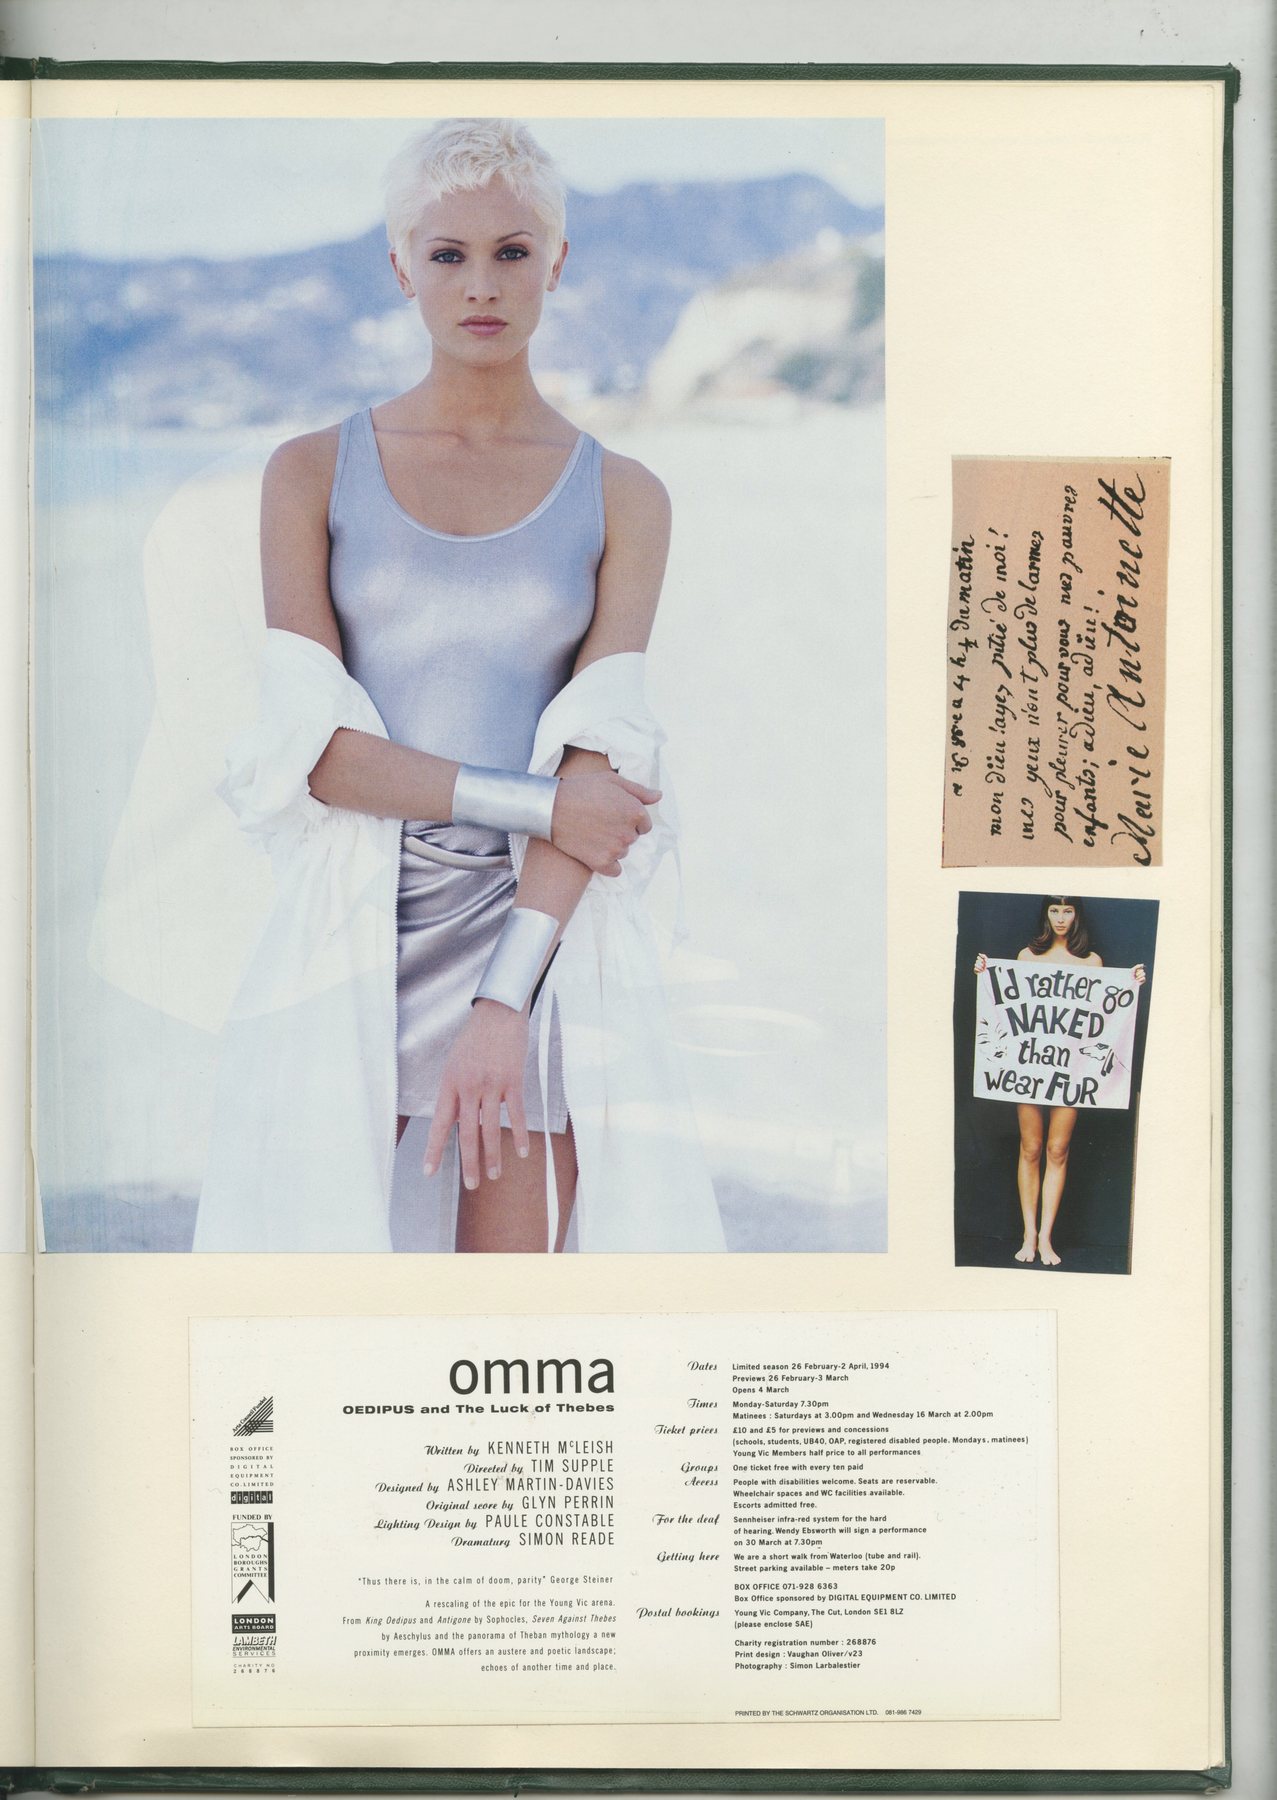 ce 16 8bre a 4 h ½ du matin
mon dieu ! ayez pitié de moi !
mes yeux n'ont plus de larmes
pour pleurer pour vous mes pauvres
enfants; adieu, adieu !
Marie Antoinette
I'd rather go
NAKED
than
wear FUR
Arts Council Funded
BOX OFFICE
SPONSORED BY
DIGITAL
EQUIPMENT
CO. LIMITED
digital
FUNDED BY
LONDON
BOROUGHS
GRANTS
COMMITTEE
LONDON
ARTS BOARD
LAMBETH
ENVIRONMENTAL
SERVICES
CHARITY NO
268876
omma
OEDIPUS and The Luck of Thebes
Written by KENNETH McLEISH
Directed by TIM SUPPLE
Designed by ASHLEY MARTIN-DAVIES
Original score by GLYN PERRIN
Lighting Design by PAULE CONSTABLE
Dramaturg SIMON READE
"Thus there is, in the calm of doom, parity" George Steiner
A rescaling of the epic for the Young Vic arena.
From King Oedipus and Antigone by Sophocles, Seven Against Thebes
by Aeschylus and the panorama of Theban mythology a new
proximity emerges. OMMA offers an austere and poetic landscape;
echoes of another time and place.
Dates Limited season 26 February-2 April, 1994
Previews 26 February-3 March
Opens 4 March
Times Monday-Saturday 7.30pm
Matinees : Saturdays at 3.00pm and Wednesday 16 March at 2.00pm
Ticket prices £10 and £5 for previews and concessions
(schools, students, UB40, OAP, registered disabled people. Mondays, matinees)
Young Vic Members half price to all performances
Groups One ticket free with every ten paid
Access People with disabilities welcome. Seats are reservable.
Wheelchair spaces and WC facilities available.
Escorts admitted free.
For the deaf Sennheiser infra-red system for the hard
of hearing. Wendy Ebsworth will sign a performance
on 30 March at 7.30pm
Getting here We are a short walk from Waterloo (tube and rail).
Street parking available – meters take 20p
BOX OFFICE 071-928 6363
Box Office sponsored by DIGITAL EQUIPMENT CO. LIMITED
Postal bookings Young Vic Company, The Cut, London SE1 8LZ
(please enclose SAE)
Charity registration number : 268876
Print design : Vaughan Oliver/v23
Photography : Simon Larbalestier
PRINTED BY THE SCHWARTZ ORGANISATION LTD. 081-986 7429